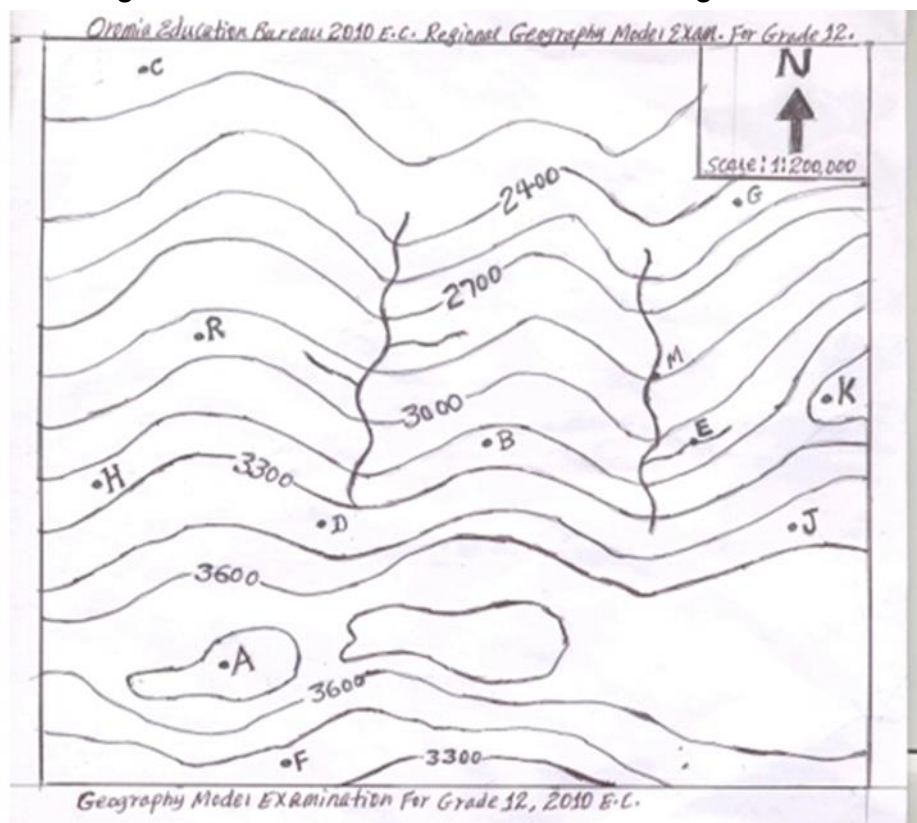 Oromia Education Bureau 2010 E.C. Regional Geography Model Exam. For Grade 12.
C
N
Scale: 1:200,000
2400
G
2700
R
M
K
3000
E
B
H
3300
D
J
3600
A
3600
F
3300
Geography Model Examination For Grade 12, 2010 E.C.